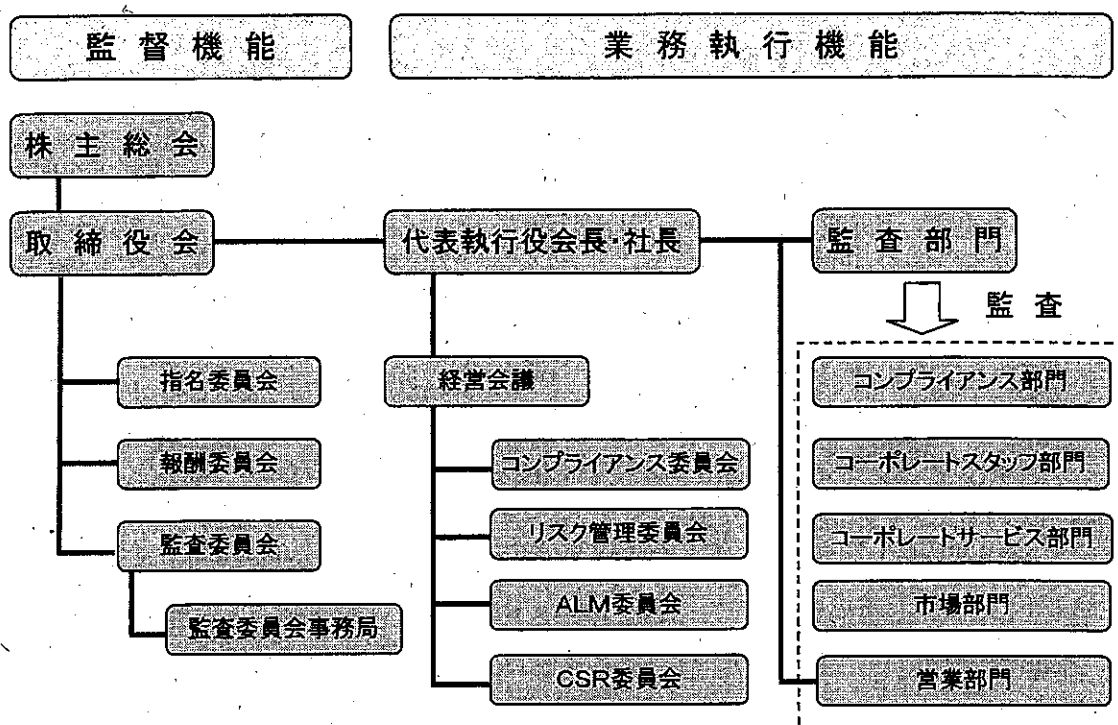 監督機能
業務執行機能
株主総会
取締役会
代表執行役会長・社長
監査部門
監査
指名委員会
経営会議
コンプライアンス部門
報酬委員会
コンプライアンス委員会
コーポレートスタッフ部門
監査委員会
リスク管理委員会
コーポレートサービス部門
監査委員会事務局
ALM委員会
市場部門
CSR委員会
営業部門